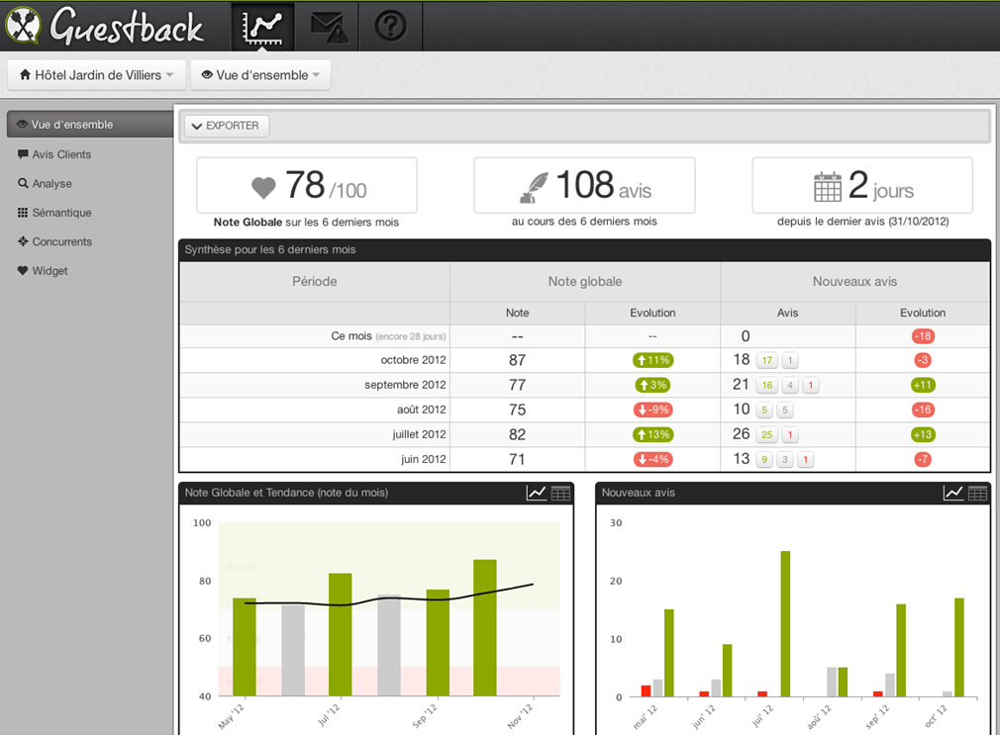 Guestback
Hôtel Jardin de Villiers
Vue d'ensemble
Vue d'ensemble
Avis Clients
Analyse
Sémantique
Concurrents
Widget
EXPORTER
78 /100
Note Globale sur les 6 derniers mois
108 avis
au cours des 6 derniers mois
2 jours
depuis le dernier avis (31/10/2012)
Synthèse pour les 6 derniers mois
Période Note globale Nouveaux avis
Note Evolution Avis Evolution
Ce mois (encore 28 jours) -- -- 0 -18
octobre 2012 87 11% 18 17 1 -3
septembre 2012 77 3% 21 16 4 1 +11
août 2012 75 -9% 10 5 5 -16
juillet 2012 82 13% 26 25 1 +13
juin 2012 71 -4% 13 9 3 1 -7
Note Globale et Tendance (note du mois)
100
80
60
40
Positif
May '12 Jul '12 Sep '12 Nov '12
Nouveaux avis
30
20
10
0
mai' 12 jun' 12 jui' 12 aoû' 12 sep' 12 oct' 12